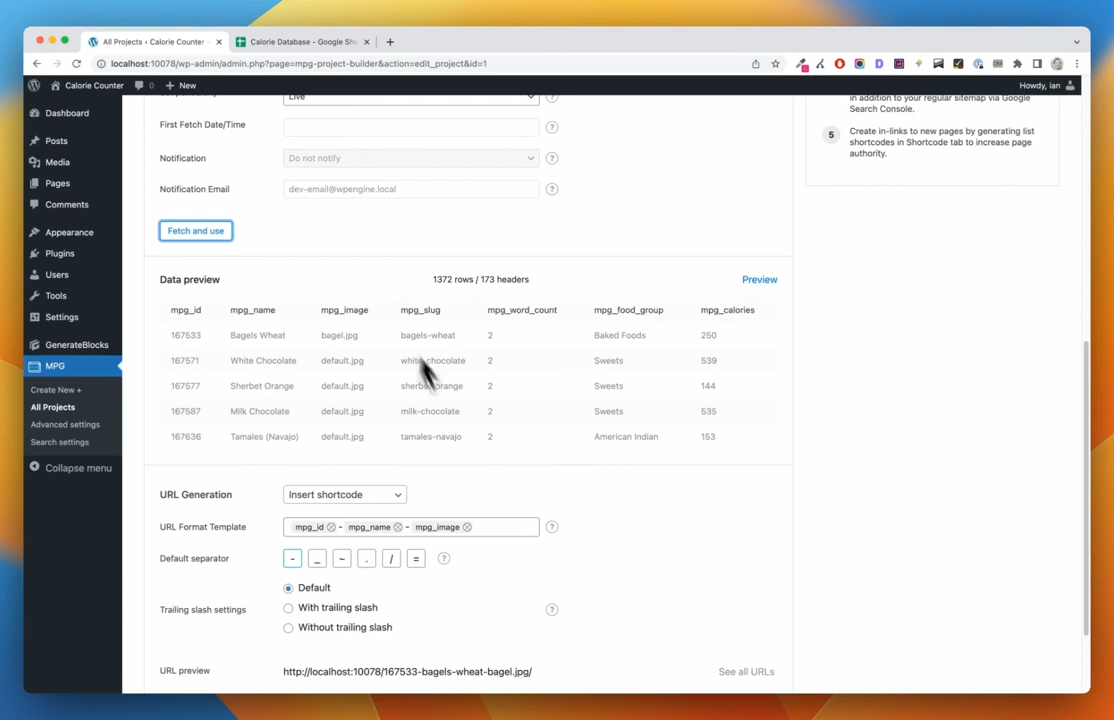 All Projects ‹ Calorie Counter —
Calorie Database - Google She
localhost:10078/wp-admin/admin.php?page=mpg-project-builder&action=edit_project&id=1
Calorie Counter 0 New Howdy, ian
Dashboard
Posts
Media
Pages
Comments
Appearance
Plugins
Users
Tools
Settings
GenerateBlocks
MPG
Create New +
All Projects
Advanced settings
Search settings
Collapse menu
Live
First Fetch Date/Time ?
Notification Do not notify ?
Notification Email dev-email@wpengine.local ?
Fetch and use
in addition to your regular sitemap via Google
Search Console.
5 Create in-links to new pages by generating list
shortcodes in Shortcode tab to increase page
authority.
Data preview 1372 rows / 173 headers Preview
mpg_id mpg_name mpg_image mpg_slug mpg_word_count mpg_food_group mpg_calories
167533 Bagels Wheat bagel.jpg bagels-wheat 2 Baked Foods 250
167571 White Chocolate default.jpg white-chocolate 2 Sweets 539
167577 Sherbet Orange default.jpg sherbet-orange 2 Sweets 144
167587 Milk Chocolate default.jpg milk-chocolate 2 Sweets 535
167636 Tamales (Navajo) default.jpg tamales-navajo 2 American Indian 153
URL Generation Insert shortcode
URL Format Template mpg_id - mpg_name - mpg_image ?
Default separator - _ ~ . / = ?
Default
Trailing slash settings With trailing slash ?
Without trailing slash
URL preview http://localhost:10078/167533-bagels-wheat-bagel.jpg/ See all URLs